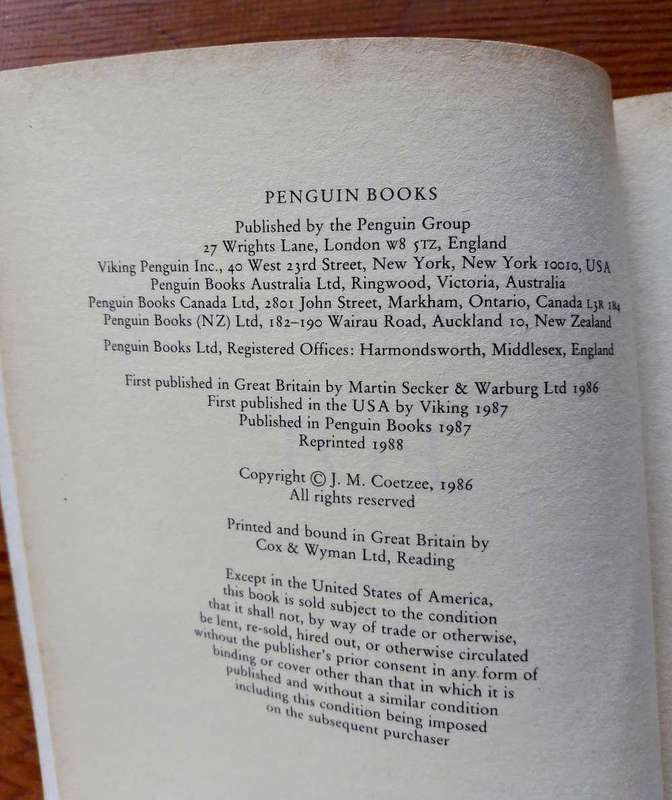 PENGUIN BOOKS
Published by the Penguin Group
27 Wrights Lane, London W8 5TZ, England
Viking Penguin Inc., 40 West 23rd Street, New York, New York 10010, USA
Penguin Books Australia Ltd, Ringwood, Victoria, Australia
Penguin Books Canada Ltd, 2801 John Street, Markham, Ontario, Canada L3R 1B4
Penguin Books (NZ) Ltd, 182–190 Wairau Road, Auckland 10, New Zealand
Penguin Books Ltd, Registered Offices: Harmondsworth, Middlesex, England
First published in Great Britain by Martin Secker & Warburg Ltd 1986
First published in the USA by Viking 1987
Published in Penguin Books 1987
Reprinted 1988
Copyright © J. M. Coetzee, 1986
All rights reserved
Printed and bound in Great Britain by
Cox & Wyman Ltd, Reading
Except in the United States of America,
this book is sold subject to the condition
that it shall not, by way of trade or otherwise,
be lent, re-sold, hired out, or otherwise circulated
without the publisher's prior consent in any form of
binding or cover other than that in which it is
published and without a similar condition
including this condition being imposed
on the subsequent purchaser